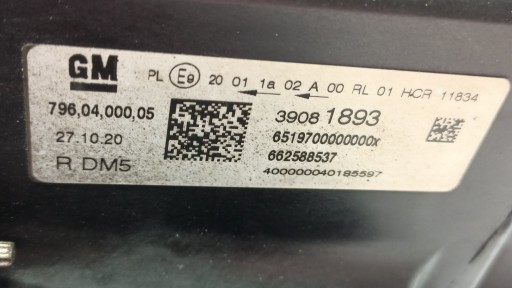 GM PL E9 20 01 1a 02 A 00 RL 01 HCR 11834
796,04,000,05 3908 1893
27.10.20 6519700000000x
662588537
R DM5 400000040185597